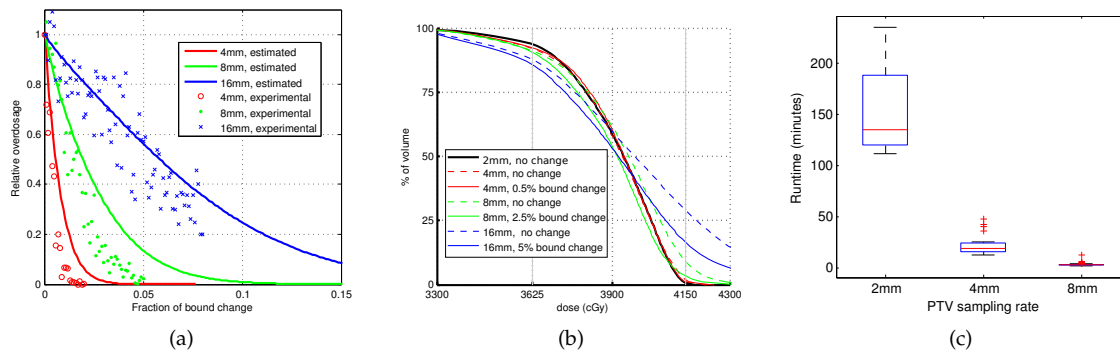 1
0.8
0.6
0.4
0.2
0
0
0.05
0.1
0.15
Relative overdosage
Fraction of bound change
4mm, estimated
8mm, estimated
16mm, estimated
4mm, experimental
8mm, experimental
16mm, experimental
(a)
100
75
50
25
0
3300
3625
3900
4150
4300
% of volume
dose (cGy)
2mm, no change
4mm, no change
4mm, 0.5% bound change
8mm, no change
8mm, 2.5% bound change
16mm, no change
16mm, 5% bound change
(b)
200
150
100
50
0
Runtime (minutes)
2mm
4mm
8mm
PTV sampling rate
(c)